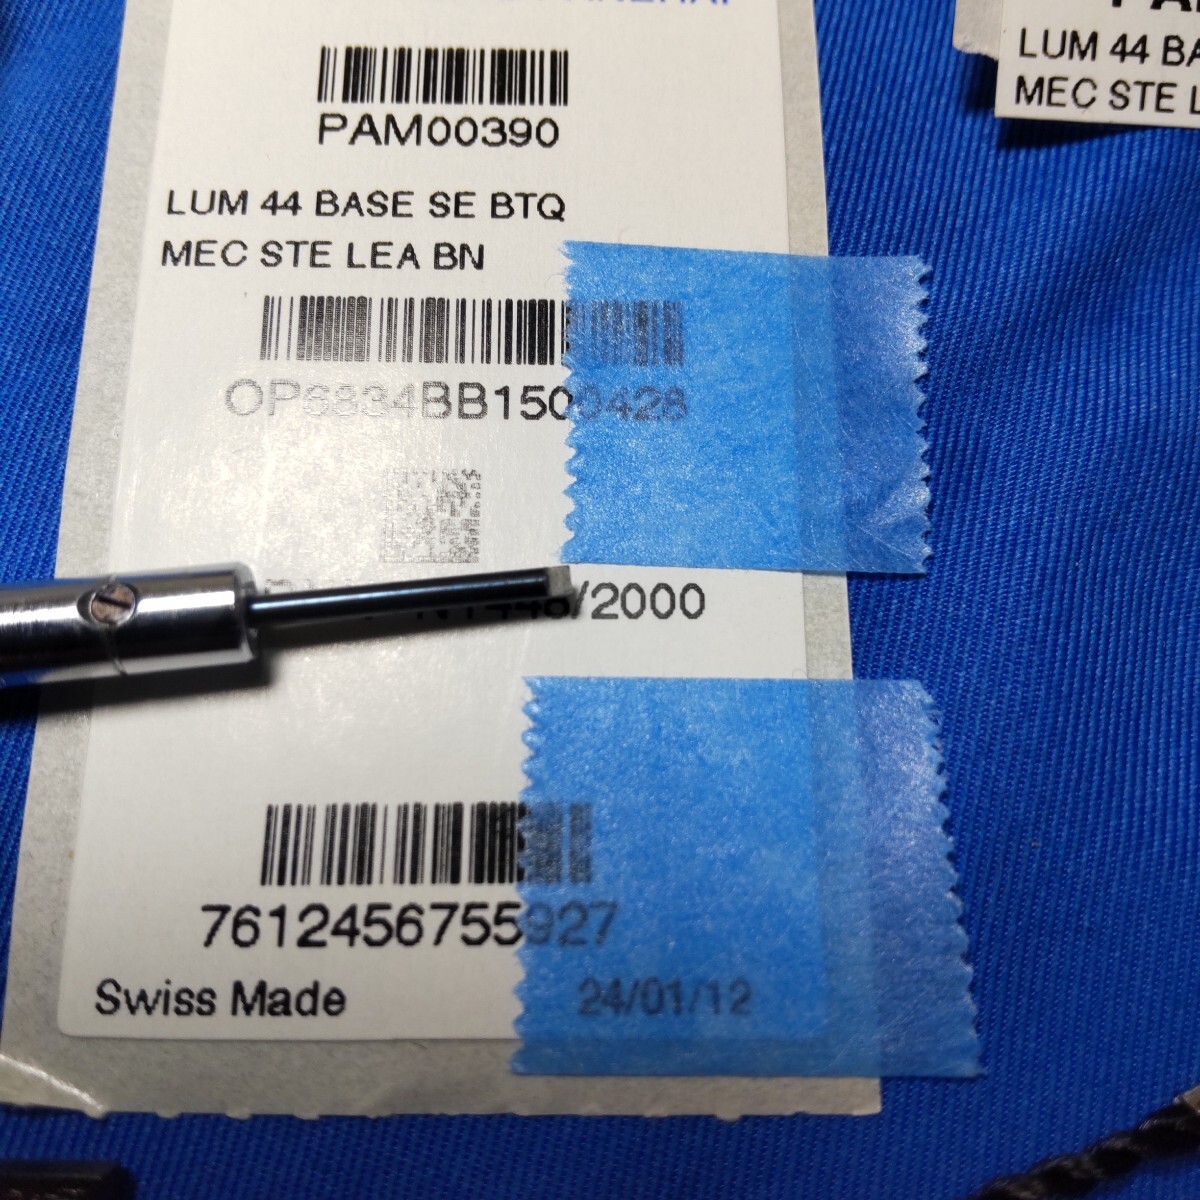 PAM00390
LUM 44 BASE SE BTQ
MEC STE LEA BN
OP6834BB1500428
/2000
7612456755927
Swiss Made
24/01/12
LUM 44 BA
MEC STE L